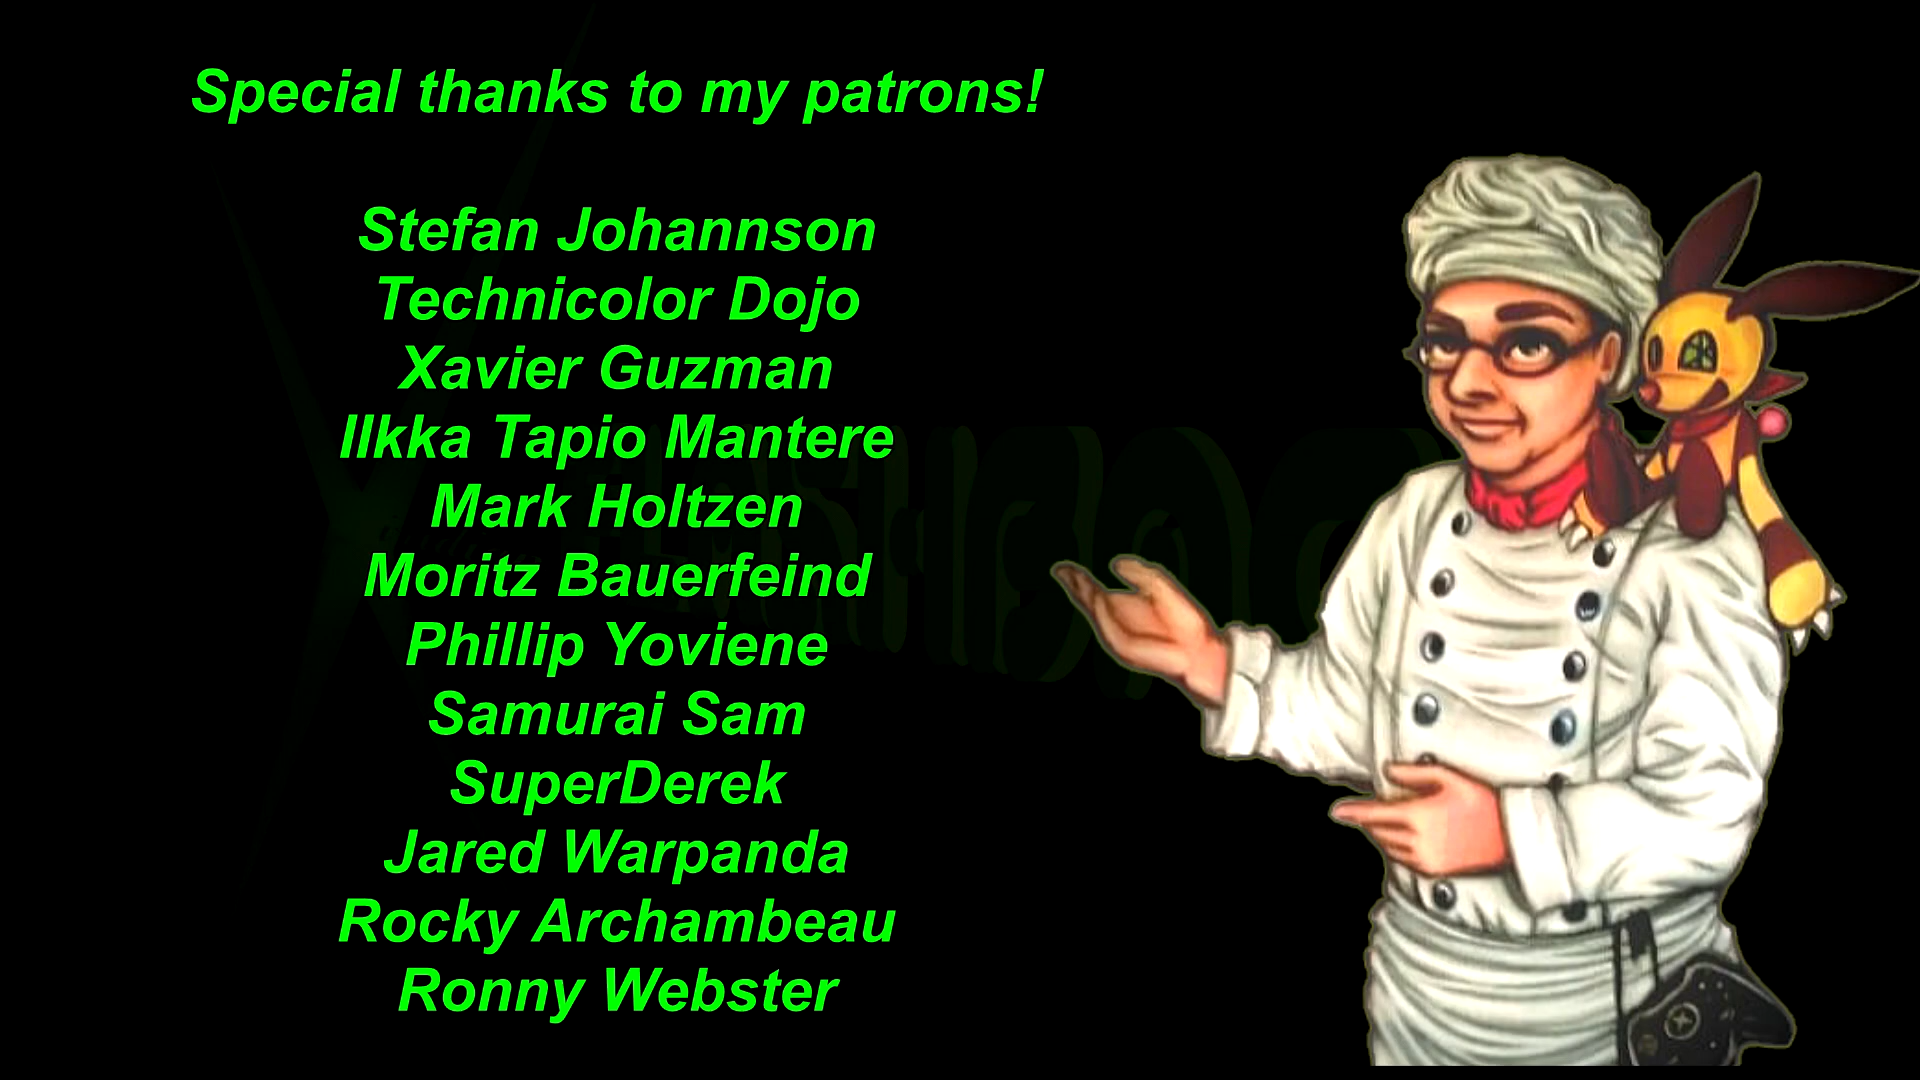 Special thanks to my patrons!
Stefan Johannson
Technicolor Dojo
Xavier Guzman
Ilkka Tapio Mantere
Mark Holtzen
Moritz Bauerfeind
Phillip Yoviene
Samurai Sam
SuperDerek
Jared Warpanda
Rocky Archambeau
Ronny Webster